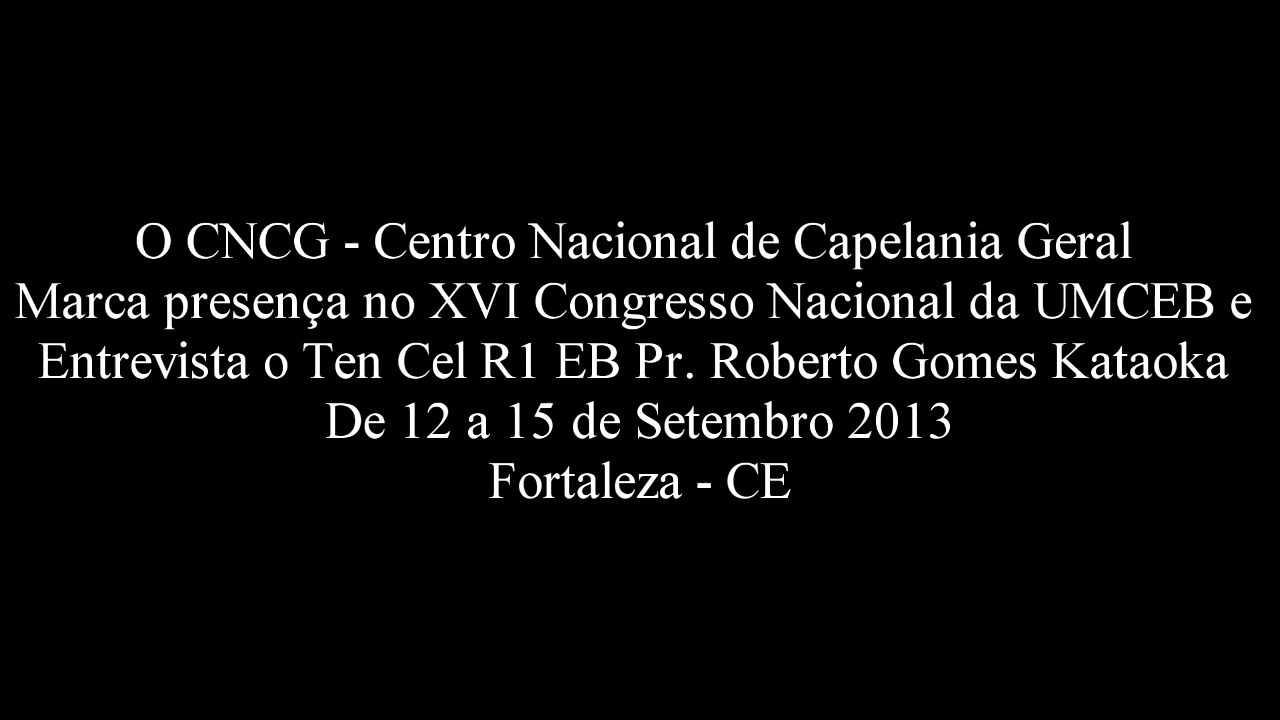 O CNCG - Centro Nacional de Capelania Geral
Marca presença no XVI Congresso Nacional da UMCEB e
Entrevista o Ten Cel R1 EB Pr. Roberto Gomes Kataoka
De 12 a 15 de Setembro 2013
Fortaleza - CE